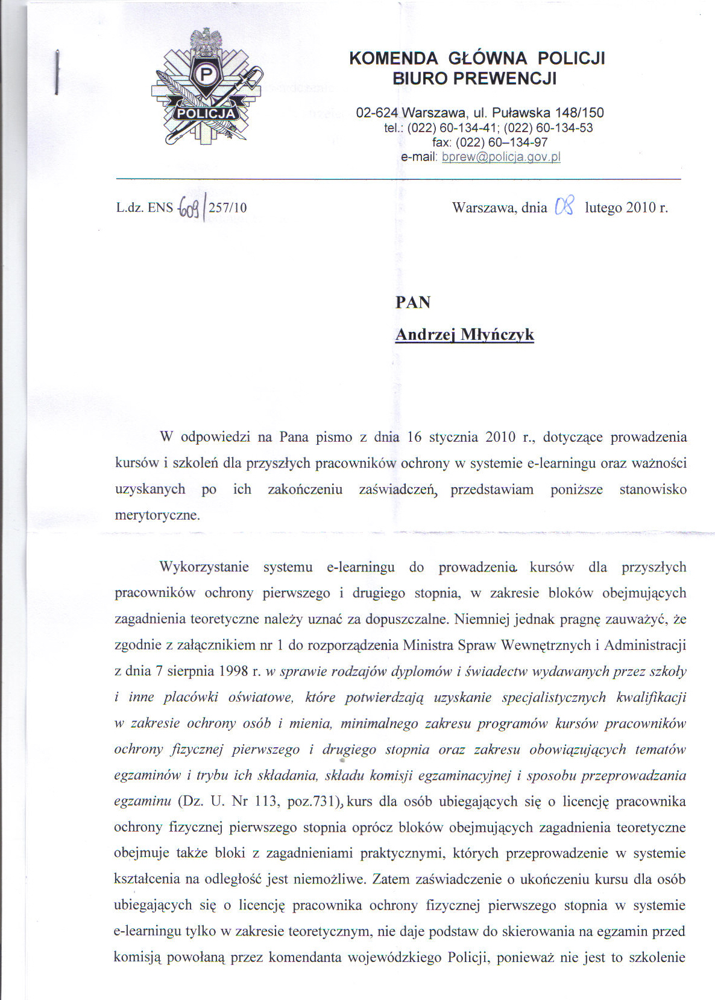 P
POLICJA
KOMENDA GŁÓWNA POLICJI
BIURO PREWENCJI
02-624 Warszawa, ul. Puławska 148/150
tel.: (022) 60-134-41; (022) 60-134-53
fax: (022) 60–134-97
e-mail: bprew@policja.gov.pl
L.dz. ENS -609/257/10
Warszawa, dnia 08 lutego 2010 r.
PAN
Andrzej Młyńczyk
W odpowiedzi na Pana pismo z dnia 16 stycznia 2010 r., dotyczące prowadzenia
kursów i szkoleń dla przyszłych pracowników ochrony w systemie e-learningu oraz ważności
uzyskanych po ich zakończeniu zaświadczeń, przedstawiam poniższe stanowisko
merytoryczne.
Wykorzystanie systemu e-learningu do prowadzenia kursów dla przyszłych
pracowników ochrony pierwszego i drugiego stopnia, w zakresie bloków obejmujących
zagadnienia teoretyczne należy uznać za dopuszczalne. Niemniej jednak pragnę zauważyć, że
zgodnie z załącznikiem nr 1 do rozporządzenia Ministra Spraw Wewnętrznych i Administracji
z dnia 7 sierpnia 1998 r. w sprawie rodzajów dyplomów i świadectw wydawanych przez szkoły
i inne placówki oświatowe, które potwierdzają uzyskanie specjalistycznych kwalifikacji
w zakresie ochrony osób i mienia, minimalnego zakresu programów kursów pracowników
ochrony fizycznej pierwszego i drugiego stopnia oraz zakresu obowiązujących tematów
egzaminów i trybu ich składania, składu komisji egzaminacyjnej i sposobu przeprowadzania
egzaminu (Dz. U. Nr 113, poz.731), kurs dla osób ubiegających się o licencję pracownika
ochrony fizycznej pierwszego stopnia oprócz bloków obejmujących zagadnienia teoretyczne
obejmuje także bloki z zagadnieniami praktycznymi, których przeprowadzenie w systemie
kształcenia na odległość jest niemożliwe. Zatem zaświadczenie o ukończeniu kursu dla osób
ubiegających się o licencję pracownika ochrony fizycznej pierwszego stopnia w systemie
e-learningu tylko w zakresie teoretycznym, nie daje podstaw do skierowania na egzamin przed
komisją powołaną przez komendanta wojewódzkiego Policji, ponieważ nie jest to szkolenie